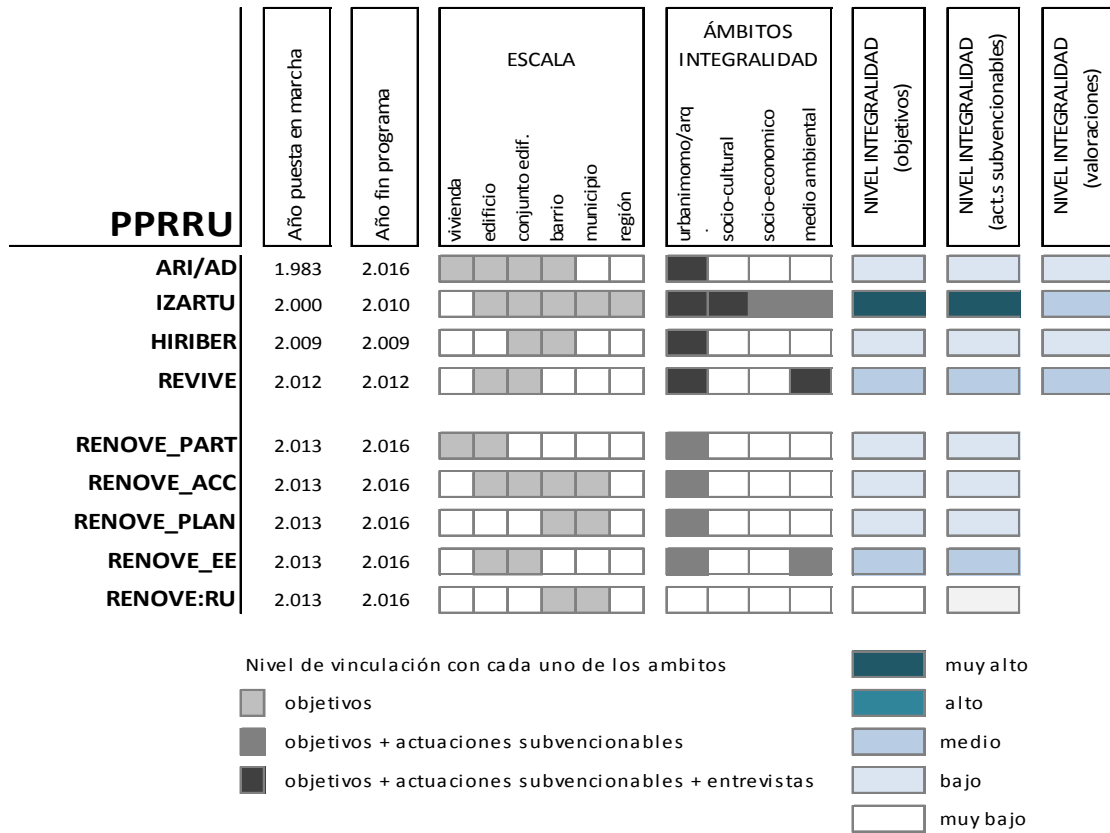 PPRRU
Año puesta en marcha
Año fin programa
ESCALA
vivienda
edificio
conjunto edif.
barrio
municipio
región
ÁMBITOS
INTEGRALIDAD
urbanimomo/arq
.
socio-cultural
socio-economico
medio ambiental
NIVEL INTEGRALIDAD
(objetivos)
NIVEL INTEGRALIDAD
(act.s subvencionables)
NIVEL INTEGRALIDAD
(valoraciones)
ARI/AD 1.983 2.016
IZARTU 2.000 2.010
HIRIBER 2.009 2.009
REVIVE 2.012 2.012
RENOVE_PART 2.013 2.016
RENOVE_ACC 2.013 2.016
RENOVE_PLAN 2.013 2.016
RENOVE_EE 2.013 2.016
RENOVE:RU 2.013 2.016
Nivel de vinculación con cada uno de los ambitos
objetivos
objetivos + actuaciones subvencionables
objetivos + actuaciones subvencionables + entrevistas
muy alto
alto
medio
bajo
muy bajo